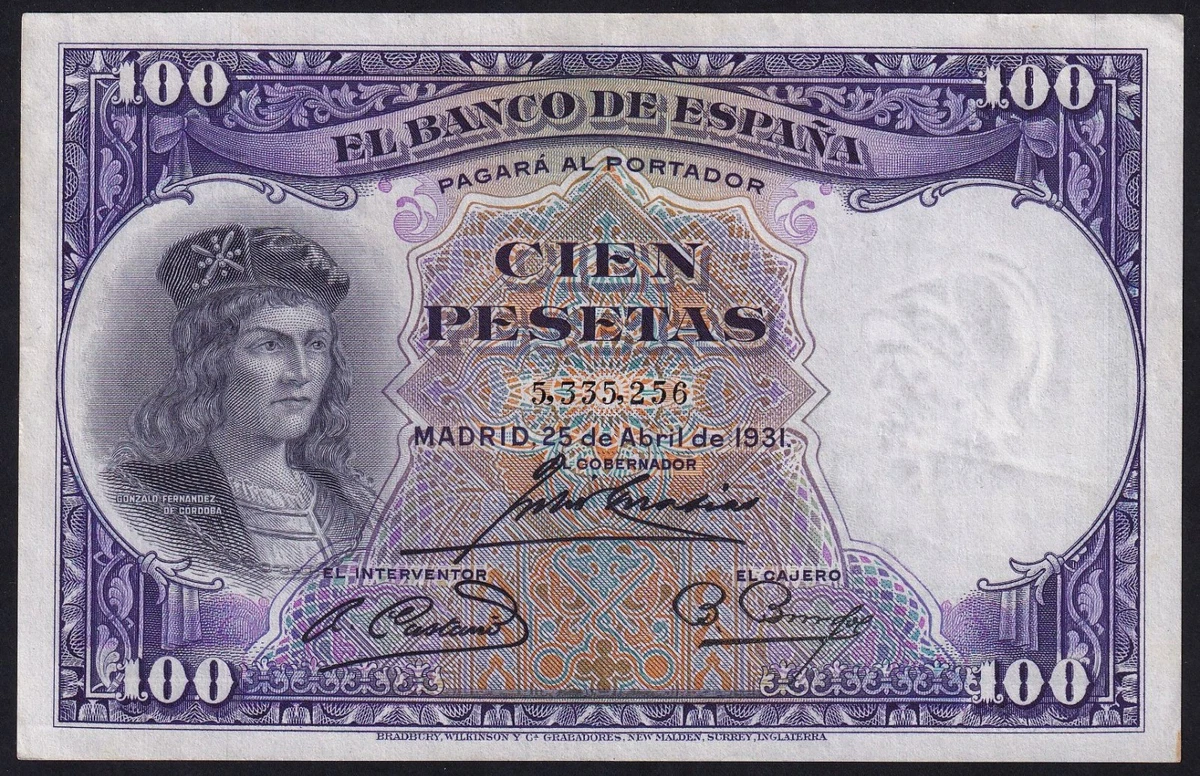 100 100
EL BANCO DE ESPAÑA
PAGARÁ AL PORTADOR
CIEN
PESETAS
5,335,256
MADRID 25 de Abril de 1931.
EL GOBERNADOR
GONZALO FERNANDEZ
DE CORDOBA
EL INTERVENTOR
EL CAJERO
100 100
BRADBURY, WILKINSON Y Cª GRABADORES, NEW MALDEN, SURREY, INGLATERRA